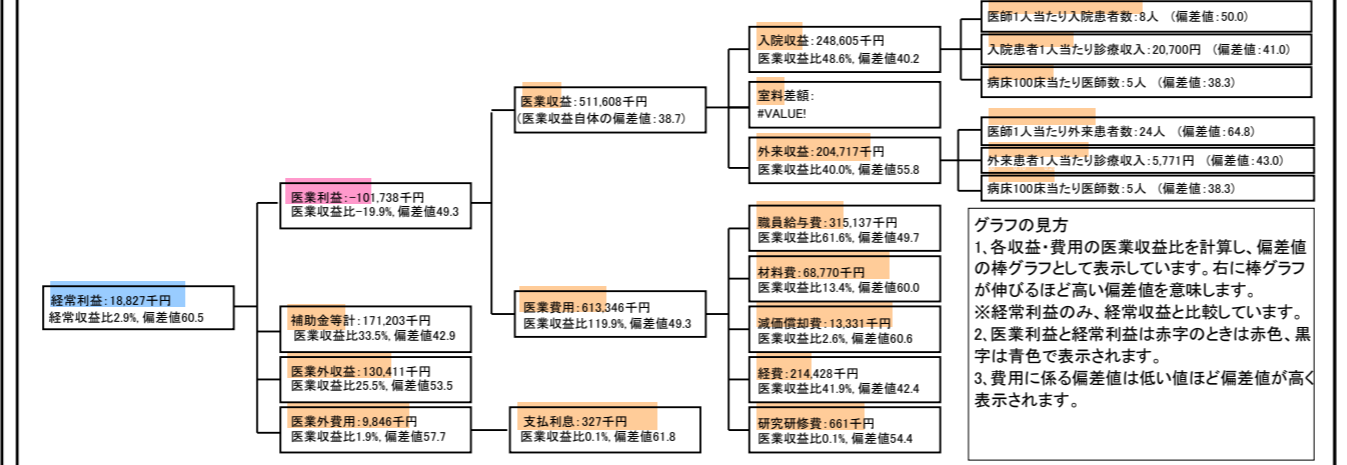 経常利益:18,827千円
経常収支比2.9%, 偏差値60.5
医業利益:-101,738千円
医業収益比-19.9%, 偏差値49.3
補助金等計:171,203千円
医業収益比33.5%, 偏差値42.9
医業外収益:130,411千円
医業収益比25.5%, 偏差値53.5
医業外費用:9,846千円
医業収益比1.9%, 偏差値57.7
医業収益:511,608千円
(医業収益自体の偏差値:38.7)
医業費用:613,346千円
医業収益比119.9%, 偏差値49.3
支払利息:327千円
医業収益比0.1%, 偏差値61.8
入院収益:248,605千円
医業収益比48.6%, 偏差値40.2
室料差額:
#VALUE!
外来収益:204,717千円
医業収益比40.0%, 偏差値55.8
職員給与費:315,137千円
医業収益比61.6%, 偏差値49.7
材料費:68,770千円
医業収益比13.4%, 偏差値60.0
減価償却費:13,331千円
医業収益比2.6%, 偏差値60.6
経費:214,428千円
医業収益比41.9%, 偏差値42.4
研究研修費:661千円
医業収益比0.1%, 偏差値54.4
医師1人当たり入院患者数:8人 (偏差値:50.0)
入院患者1人当たり診療収入:20,700円 (偏差値:41.0)
病床100床当たり医師数:5人 (偏差値:38.3)
医師1人当たり外来患者数:24人 (偏差値:64.8)
外来患者1人当たり診療収入:5,771円 (偏差値:43.0)
病床100床当たり医師数:5人 (偏差値:38.3)
グラフの見方
1、各収益・費用の医業収益比を計算し、偏差値
の棒グラフとして表示しています。右に棒グラフ
が伸びるほど高い偏差値を意味します。
※経常利益のみ、経常収益と比較しています。
2、医業利益と経常利益は赤字のときは赤色、黒
字は青色で表示されます。
3、費用に係る偏差値は低い値ほど偏差値が高く
表示されます。